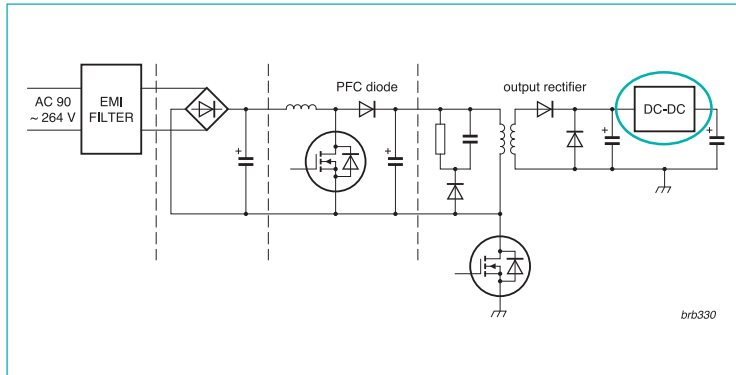 AC 90
~ 264 V
EMI
FILTER
PFC diode
output rectifier
DC-DC
+
+
+
+
brb330